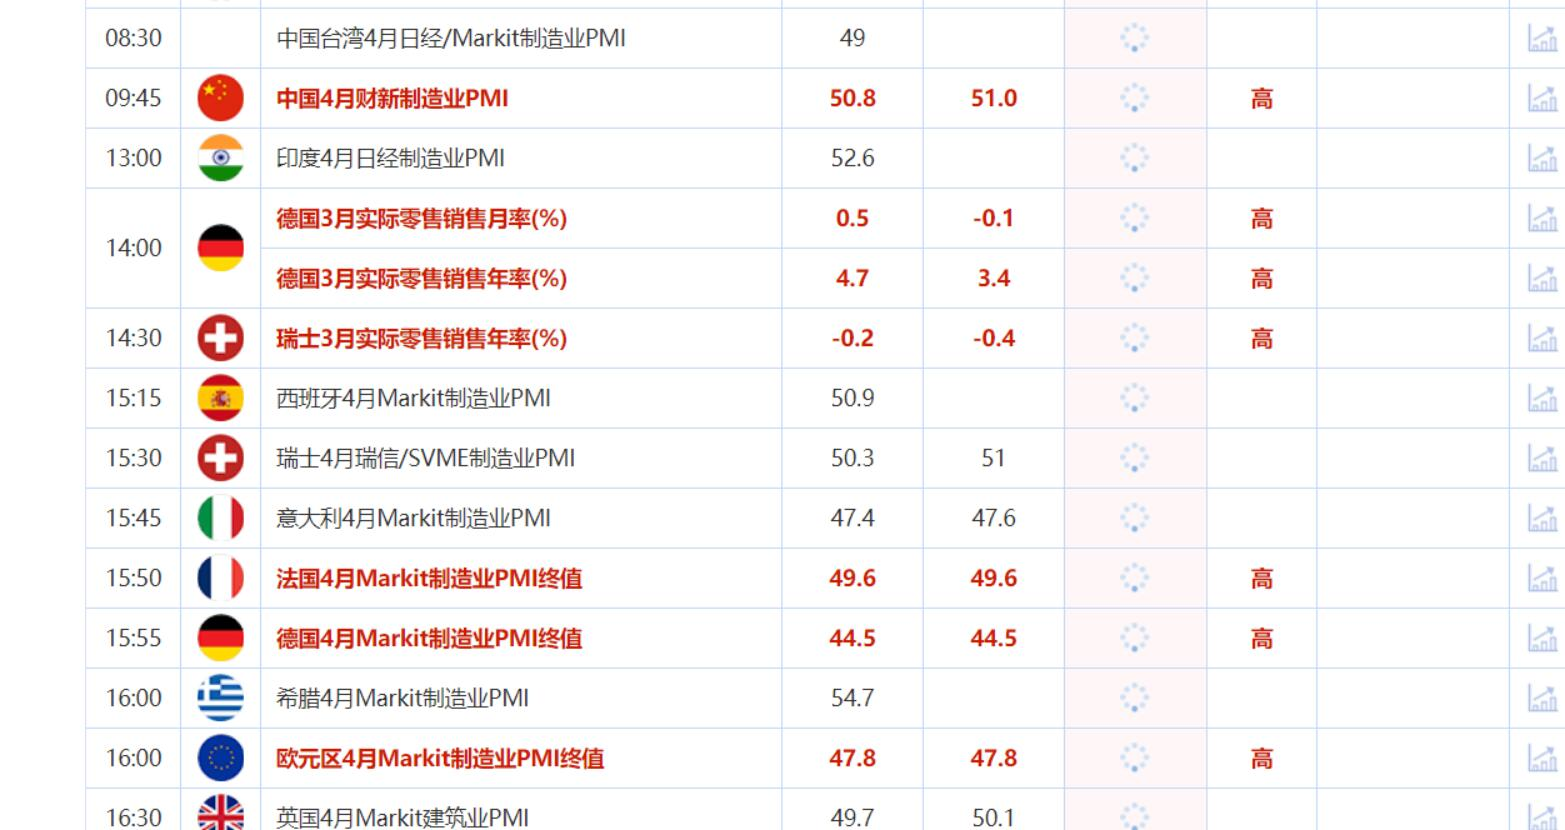 08:30 中国台湾4月日经/Markit制造业PMI 49
09:45 中国4月财新制造业PMI 50.8 51.0 高
13:00 印度4月日经制造业PMI 52.6
14:00 德国3月实际零售销售月率(%) 0.5 -0.1 高
德国3月实际零售销售年率(%) 4.7 3.4 高
14:30 瑞士3月实际零售销售年率(%) -0.2 -0.4 高
15:15 西班牙4月Markit制造业PMI 50.9
15:30 瑞士4月瑞信/SVME制造业PMI 50.3 51
15:45 意大利4月Markit制造业PMI 47.4 47.6
15:50 法国4月Markit制造业PMI终值 49.6 49.6 高
15:55 德国4月Markit制造业PMI终值 44.5 44.5 高
16:00 希腊4月Markit制造业PMI 54.7
16:00 欧元区4月Markit制造业PMI终值 47.8 47.8 高
16:30 英国4月Markit建筑业PMI 49.7 50.1